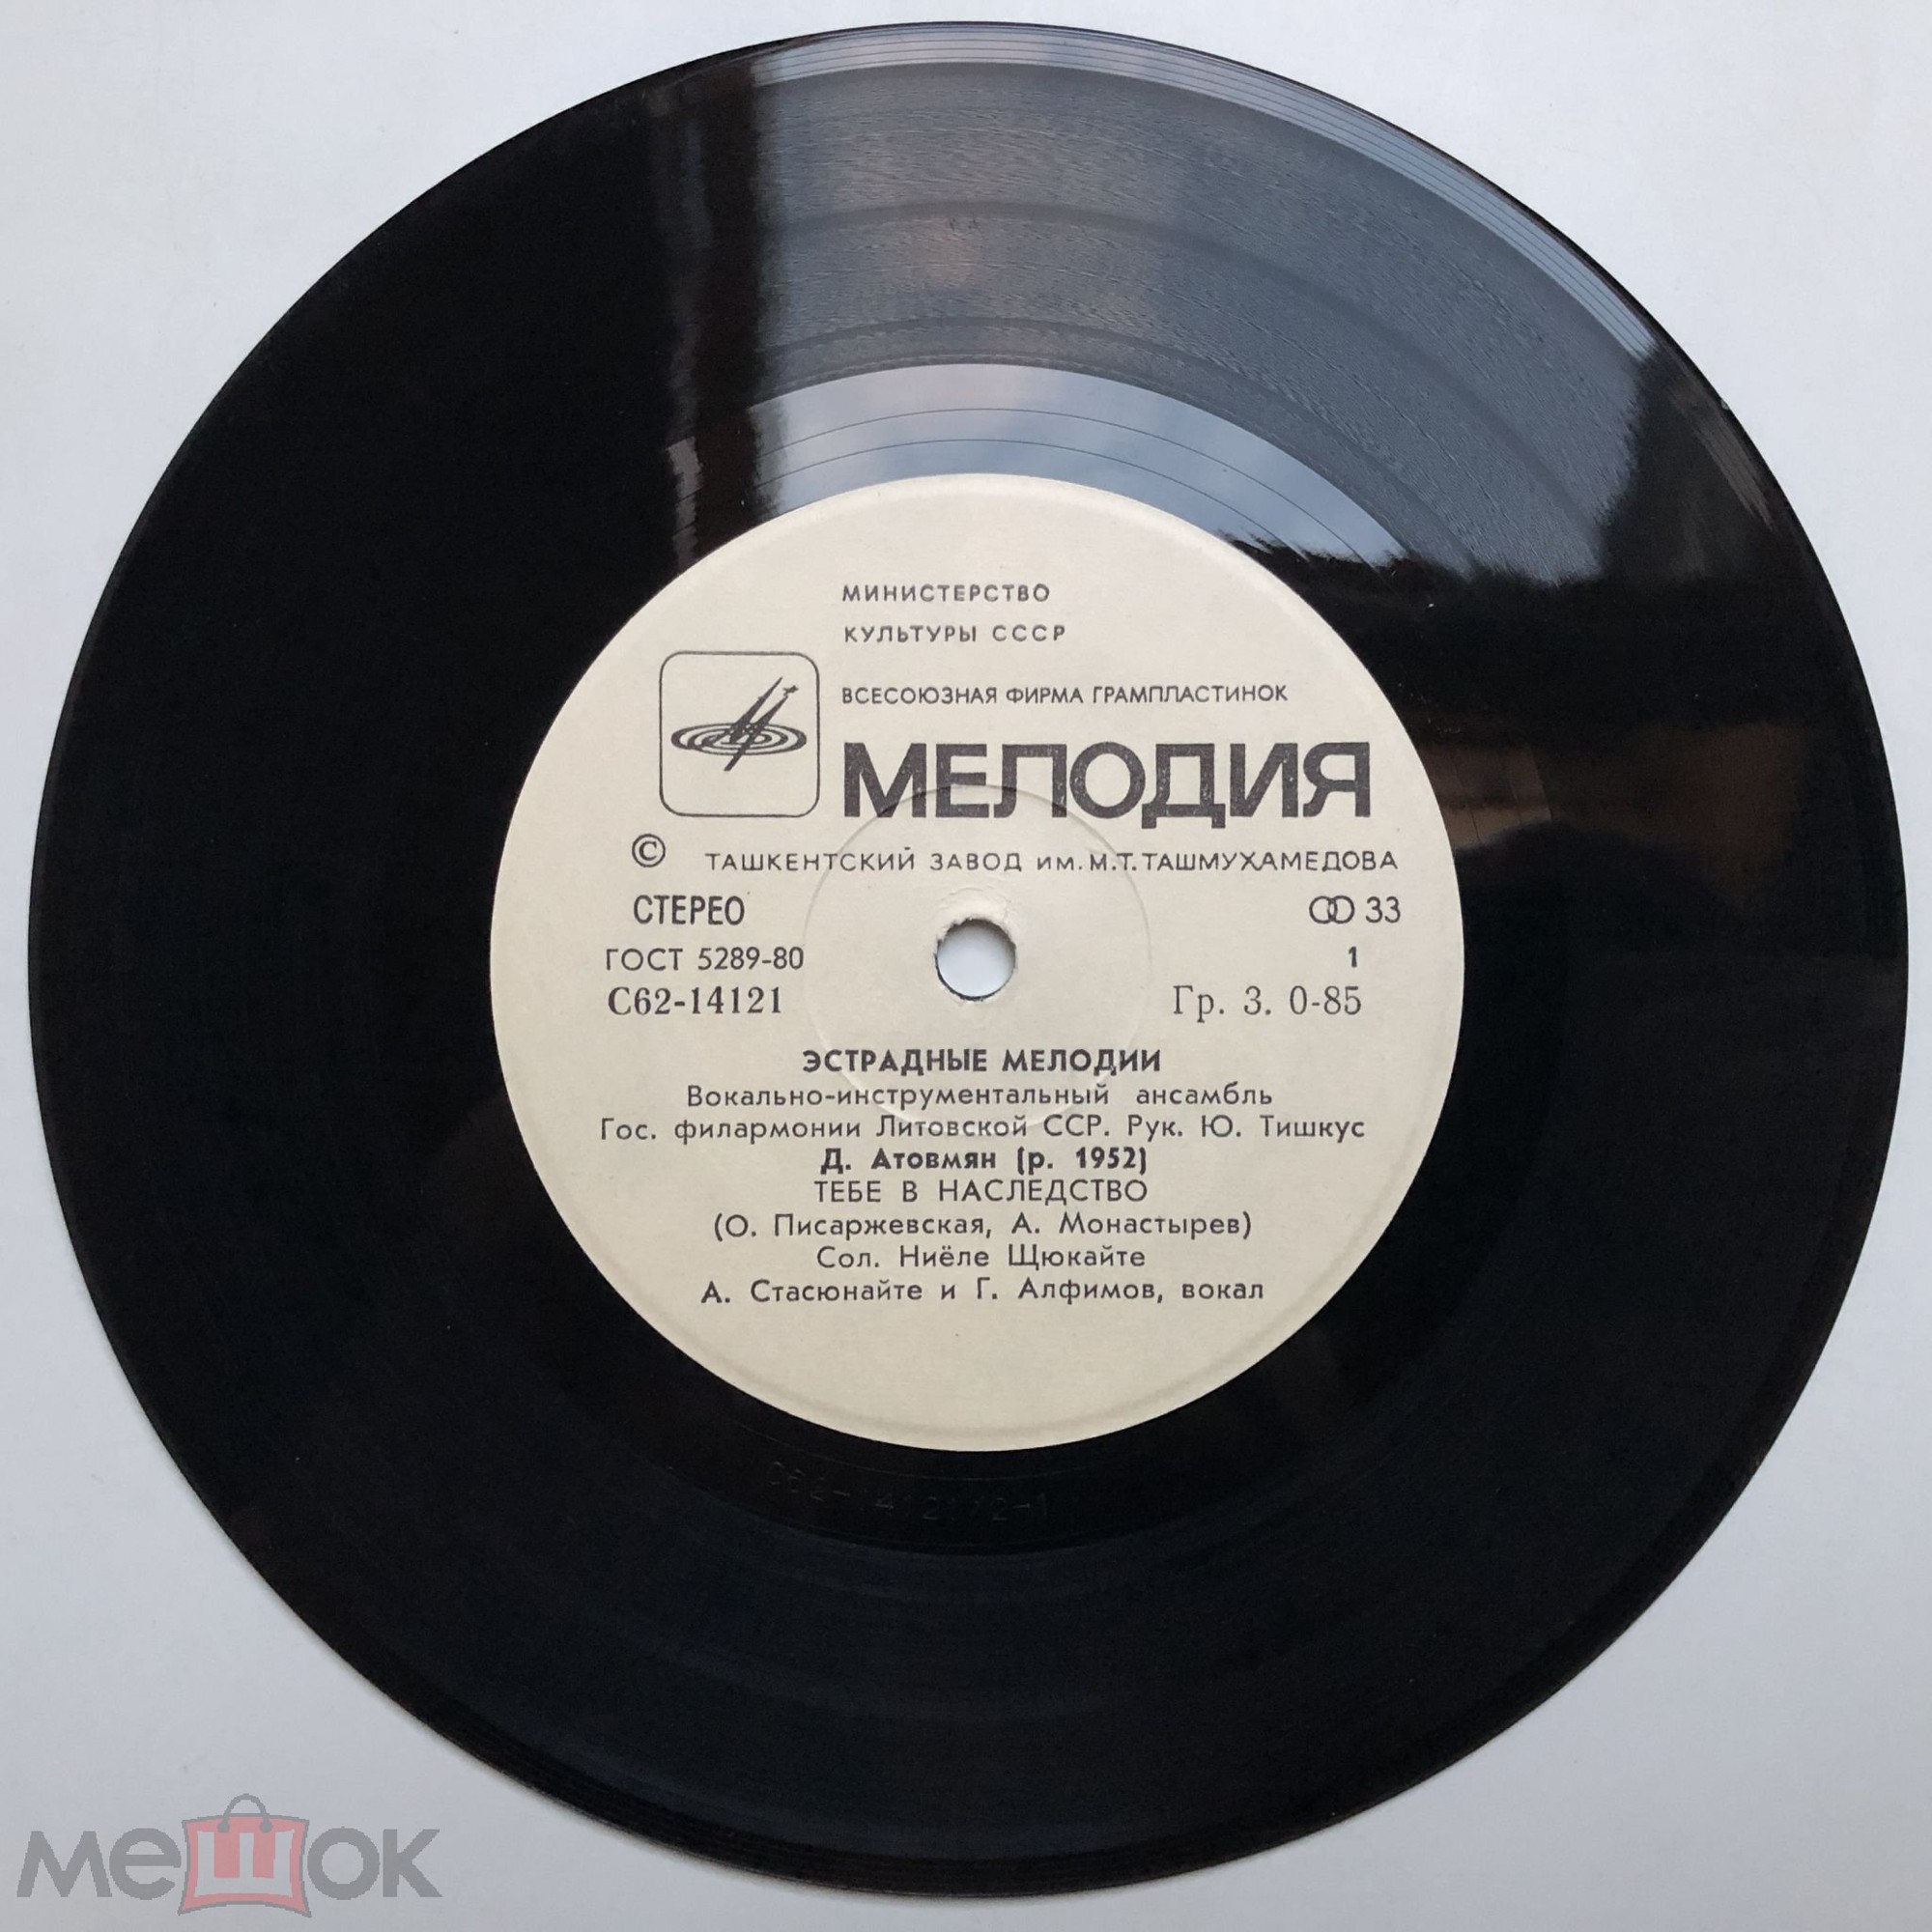 МИНИСТЕРСТВО
КУЛЬТУРЫ СССР
ВСЕСОЮЗНАЯ ФИРМА ГРАМПЛАСТИНОК
МЕЛОДИЯ
© ТАШКЕНТСКИЙ ЗАВОД им. М.Т. ТАШМУХАМЕДОВА
СТЕРЕО 33
ГОСТ 5289-80 1
С62-14121 Гр. 3. 0-85
ЭСТРАДНЫЕ МЕЛОДИИ
Вокально-инструментальный ансамбль
Гос. филармонии Литовской ССР. Рук. Ю. Тишкус
Д. Атовмян (р. 1952)
ТЕБЕ В НАСЛЕДСТВО
(О. Писаржевская, А. Монастырев)
Сол. Ниёле Щюкайте
А. Стасюнайте и Г. Алфимов, вокал
мешок